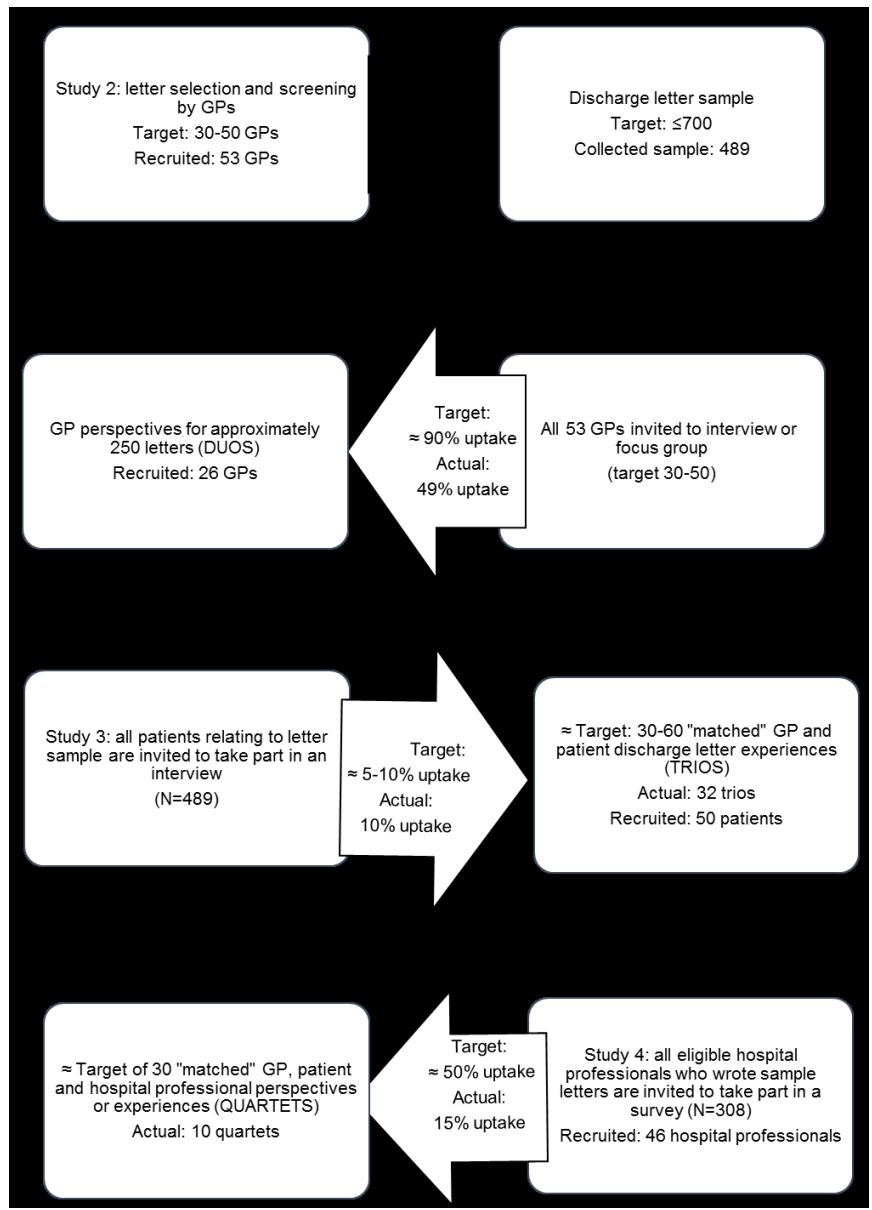 Study 2: letter selection and screening
by GPs
Target: 30-50 GPs
Recruited: 53 GPs
Discharge letter sample
Target: ≤700
Collected sample: 489
GP perspectives for approximately
250 letters (DUOS)
Recruited: 26 GPs
Target:
≈ 90% uptake
Actual:
49% uptake
All 53 GPs invited to interview or
focus group
(target 30-50)
Study 3: all patients relating to letter
sample are invited to take part in an
interview
(N=489)
Target:
≈ 5-10% uptake
Actual:
10% uptake
≈ Target: 30-60 "matched" GP and
patient discharge letter experiences
(TRIOS)
Actual: 32 trios
Recruited: 50 patients
≈ Target of 30 "matched" GP, patient
and hospital professional perspectives
or experiences (QUARTETS)
Actual: 10 quartets
Target:
≈ 50% uptake
Actual:
15% uptake
Study 4: all eligible hospital
professionals who wrote sample
letters are invited to take part in a
survey (N=308)
Recruited: 46 hospital professionals